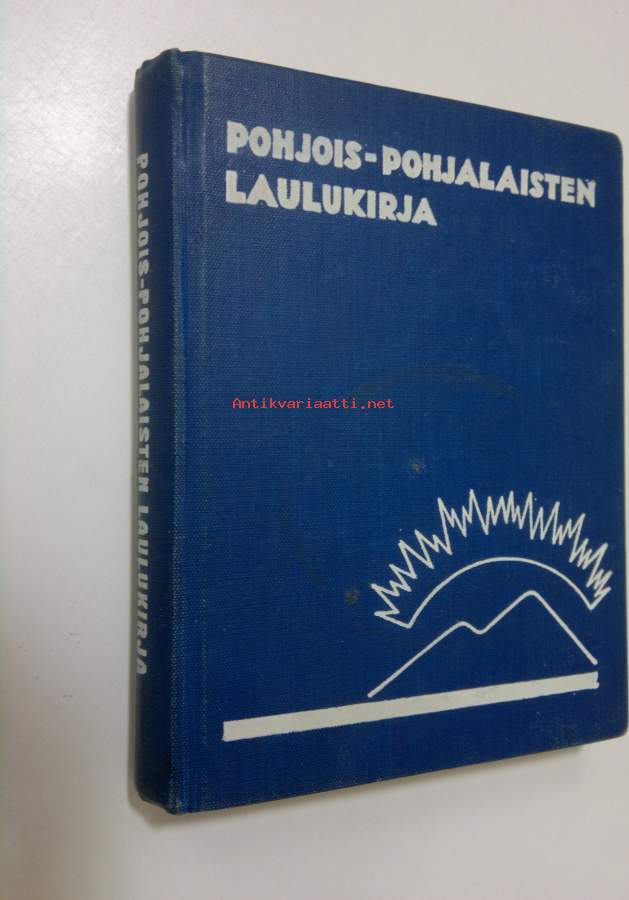 POHJOIS-POHJALAISTEN
LAULUKIRJA
POHJOIS-POHJALAISTEN LAULUKIRJA
Antikvariaatti.net